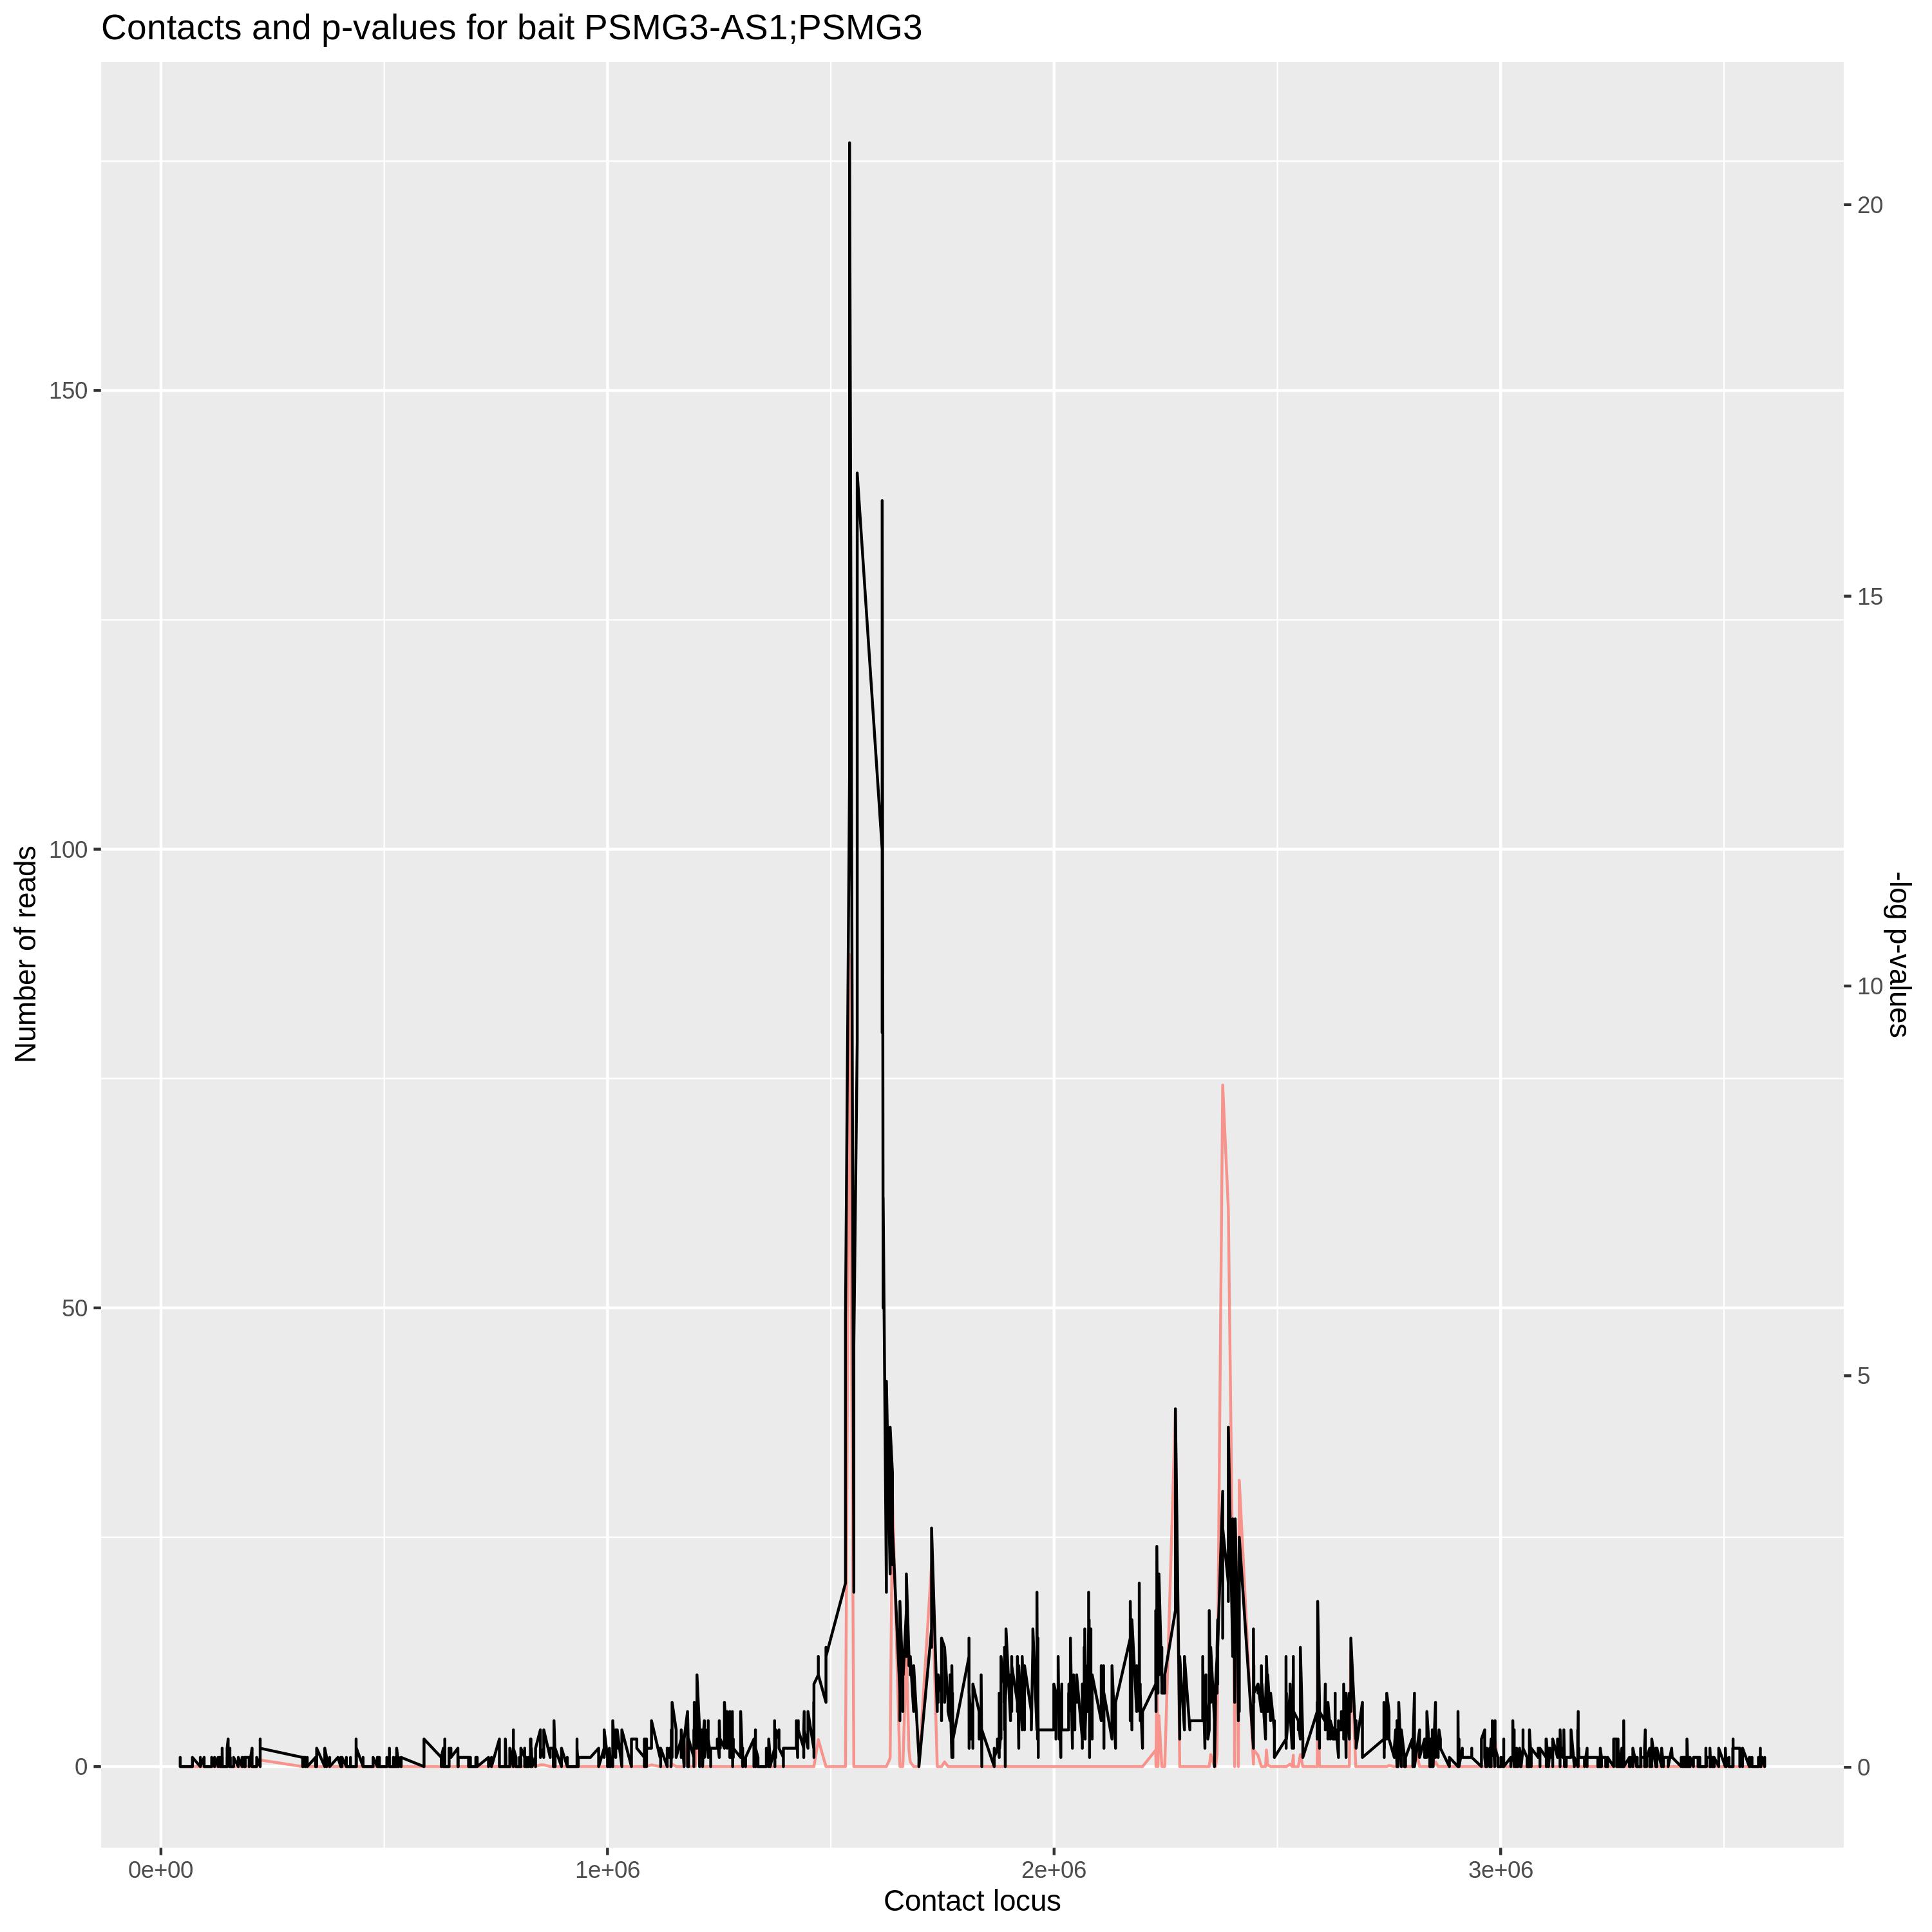 Contacts and p-values for bait PSMG3-AS1;PSMG3
150
100
50
0
Number of reads
20
15
10
5
0
-log p-values
0e+00
1e+06
2e+06
3e+06
Contact locus